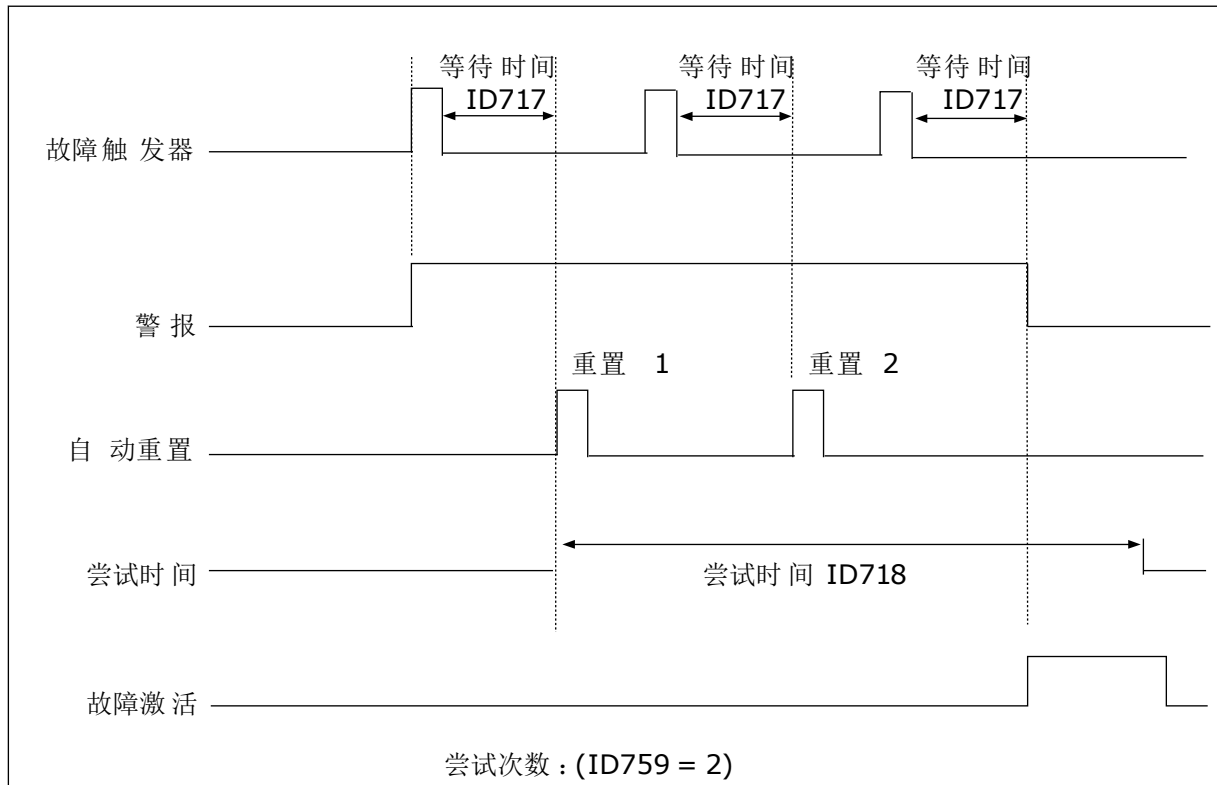 等待时间 等待时间 等待时间
ID717 ID717 ID717
故障触发器
警报
重置 1 重置 2
自动重置
尝试时间 尝试时间 ID718
故障激活
尝试次数：(ID759 = 2)